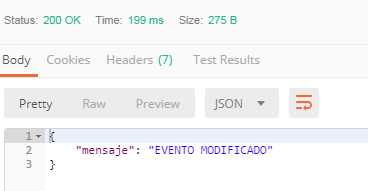 Status: 200 OK Time: 199 ms Size: 275 B
Body Cookies Headers (7) Test Results
Pretty Raw Preview JSON
1 {
2 "mensaje": "EVENTO MODIFICADO"
3 }